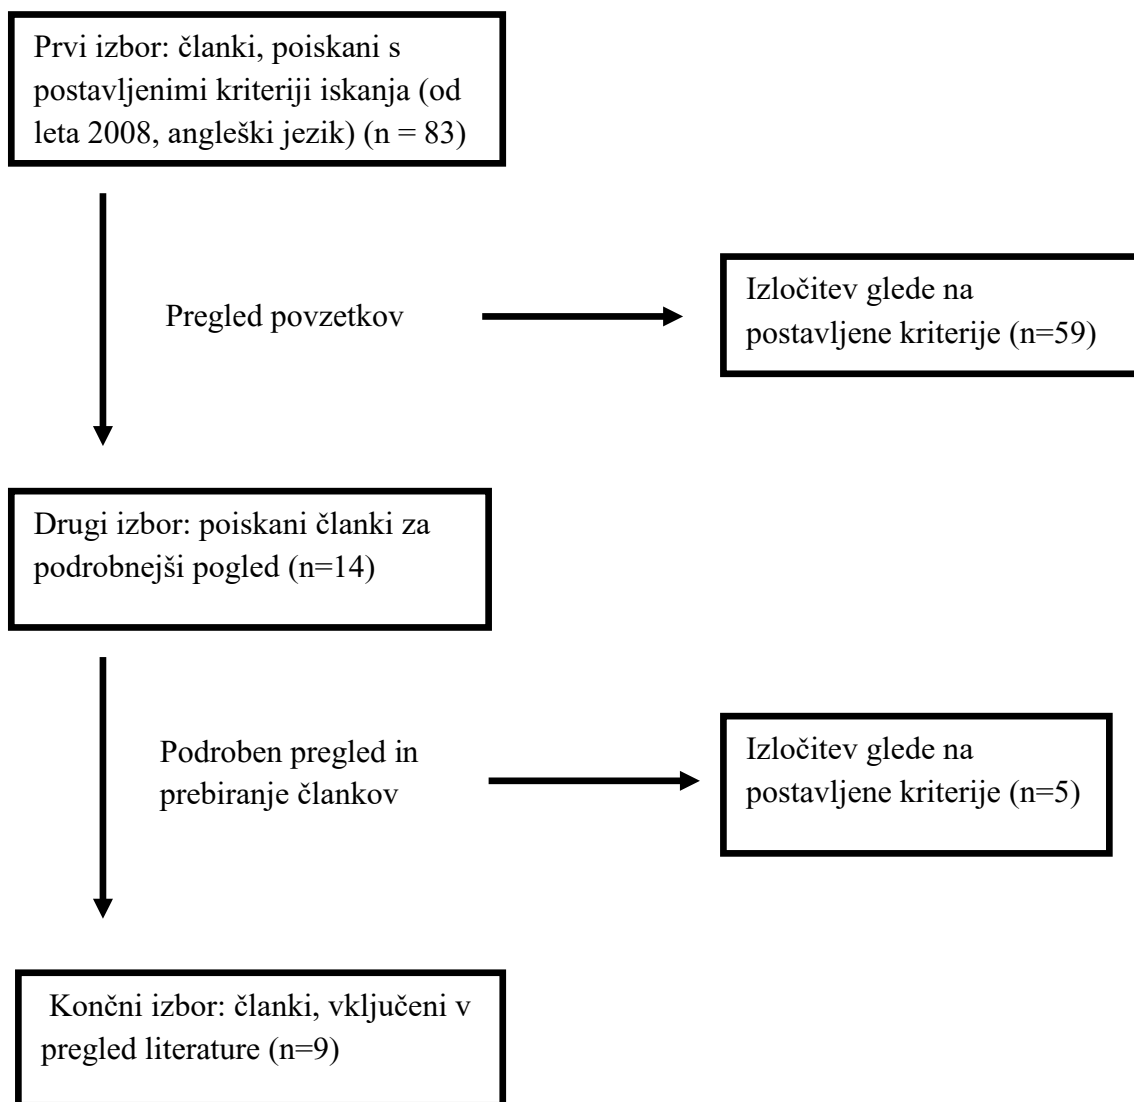 Prvi izbor: članki, poiskani s
postavljenimi kriteriji iskanja (od
leta 2008, angleški jezik) (n = 83)
Pregled povzetkov
Izločitev glede na
postavljene kriterije (n=59)
Drugi izbor: poiskani članki za
podrobnejši pogled (n=14)
Podroben pregled in
prebiranje člankov
Izločitev glede na
postavljene kriterije (n=5)
Končni izbor: članki, vključeni v
pregled literature (n=9)